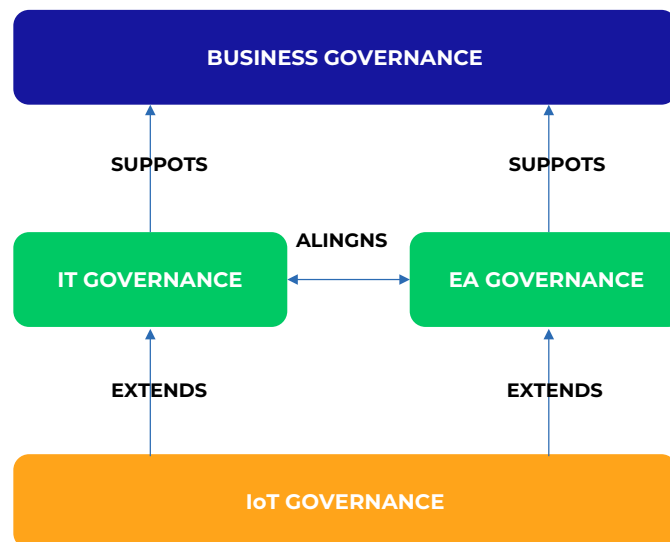 BUSINESS GOVERNANCE
SUPPOTS
SUPPOTS
ALINGNS
IT GOVERNANCE
EA GOVERNANCE
EXTENDS
EXTENDS
IoT GOVERNANCE